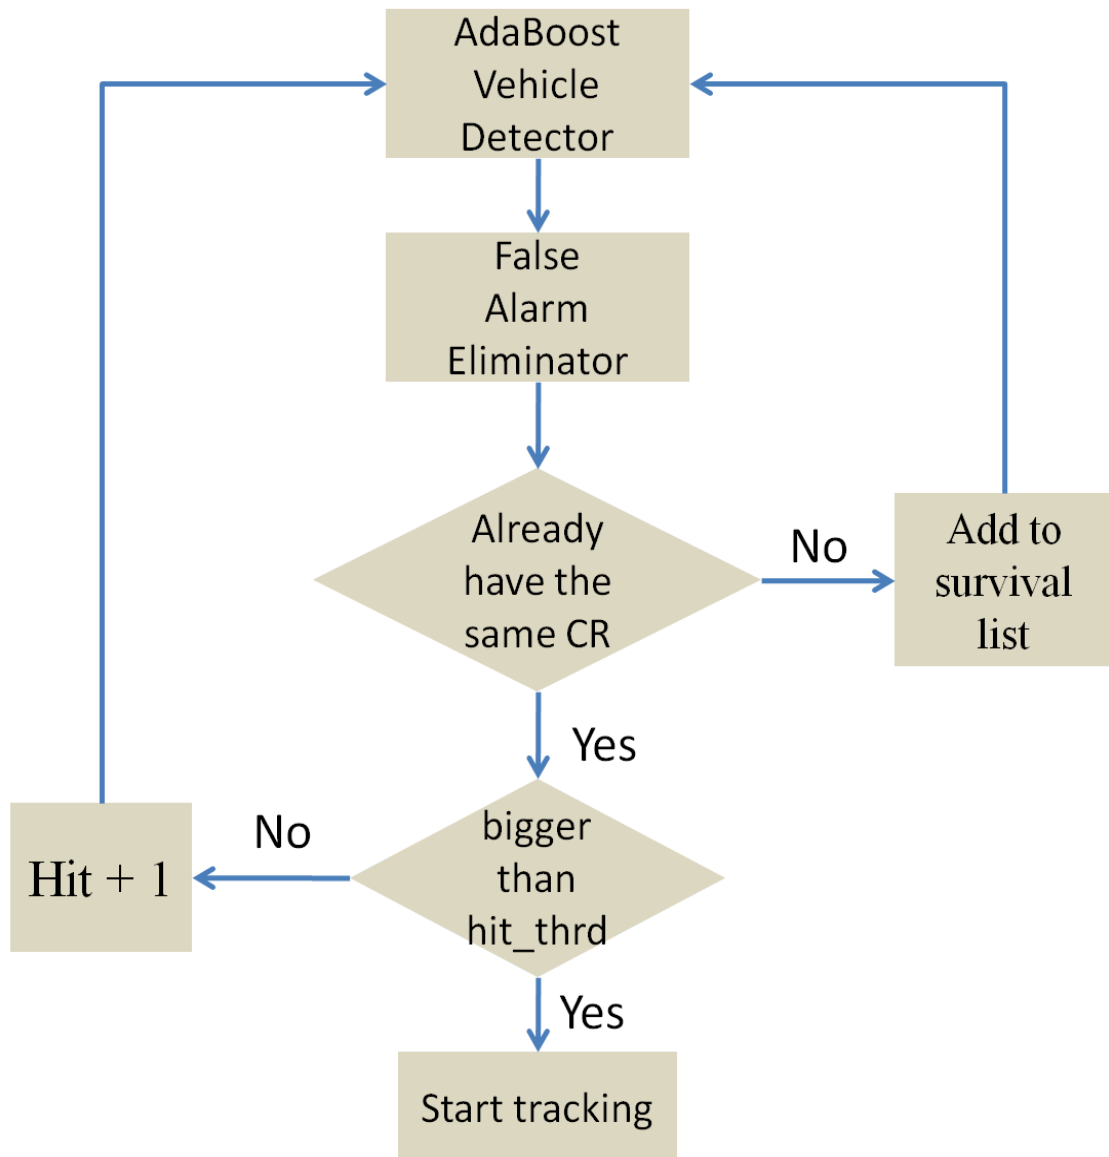 AdaBoost
Vehicle
Detector
False
Alarm
Eliminator
Already
have the
same CR
No
Add to
survival
list
Yes
bigger
than
hit_thrd
No
Hit + 1
Yes
Start tracking